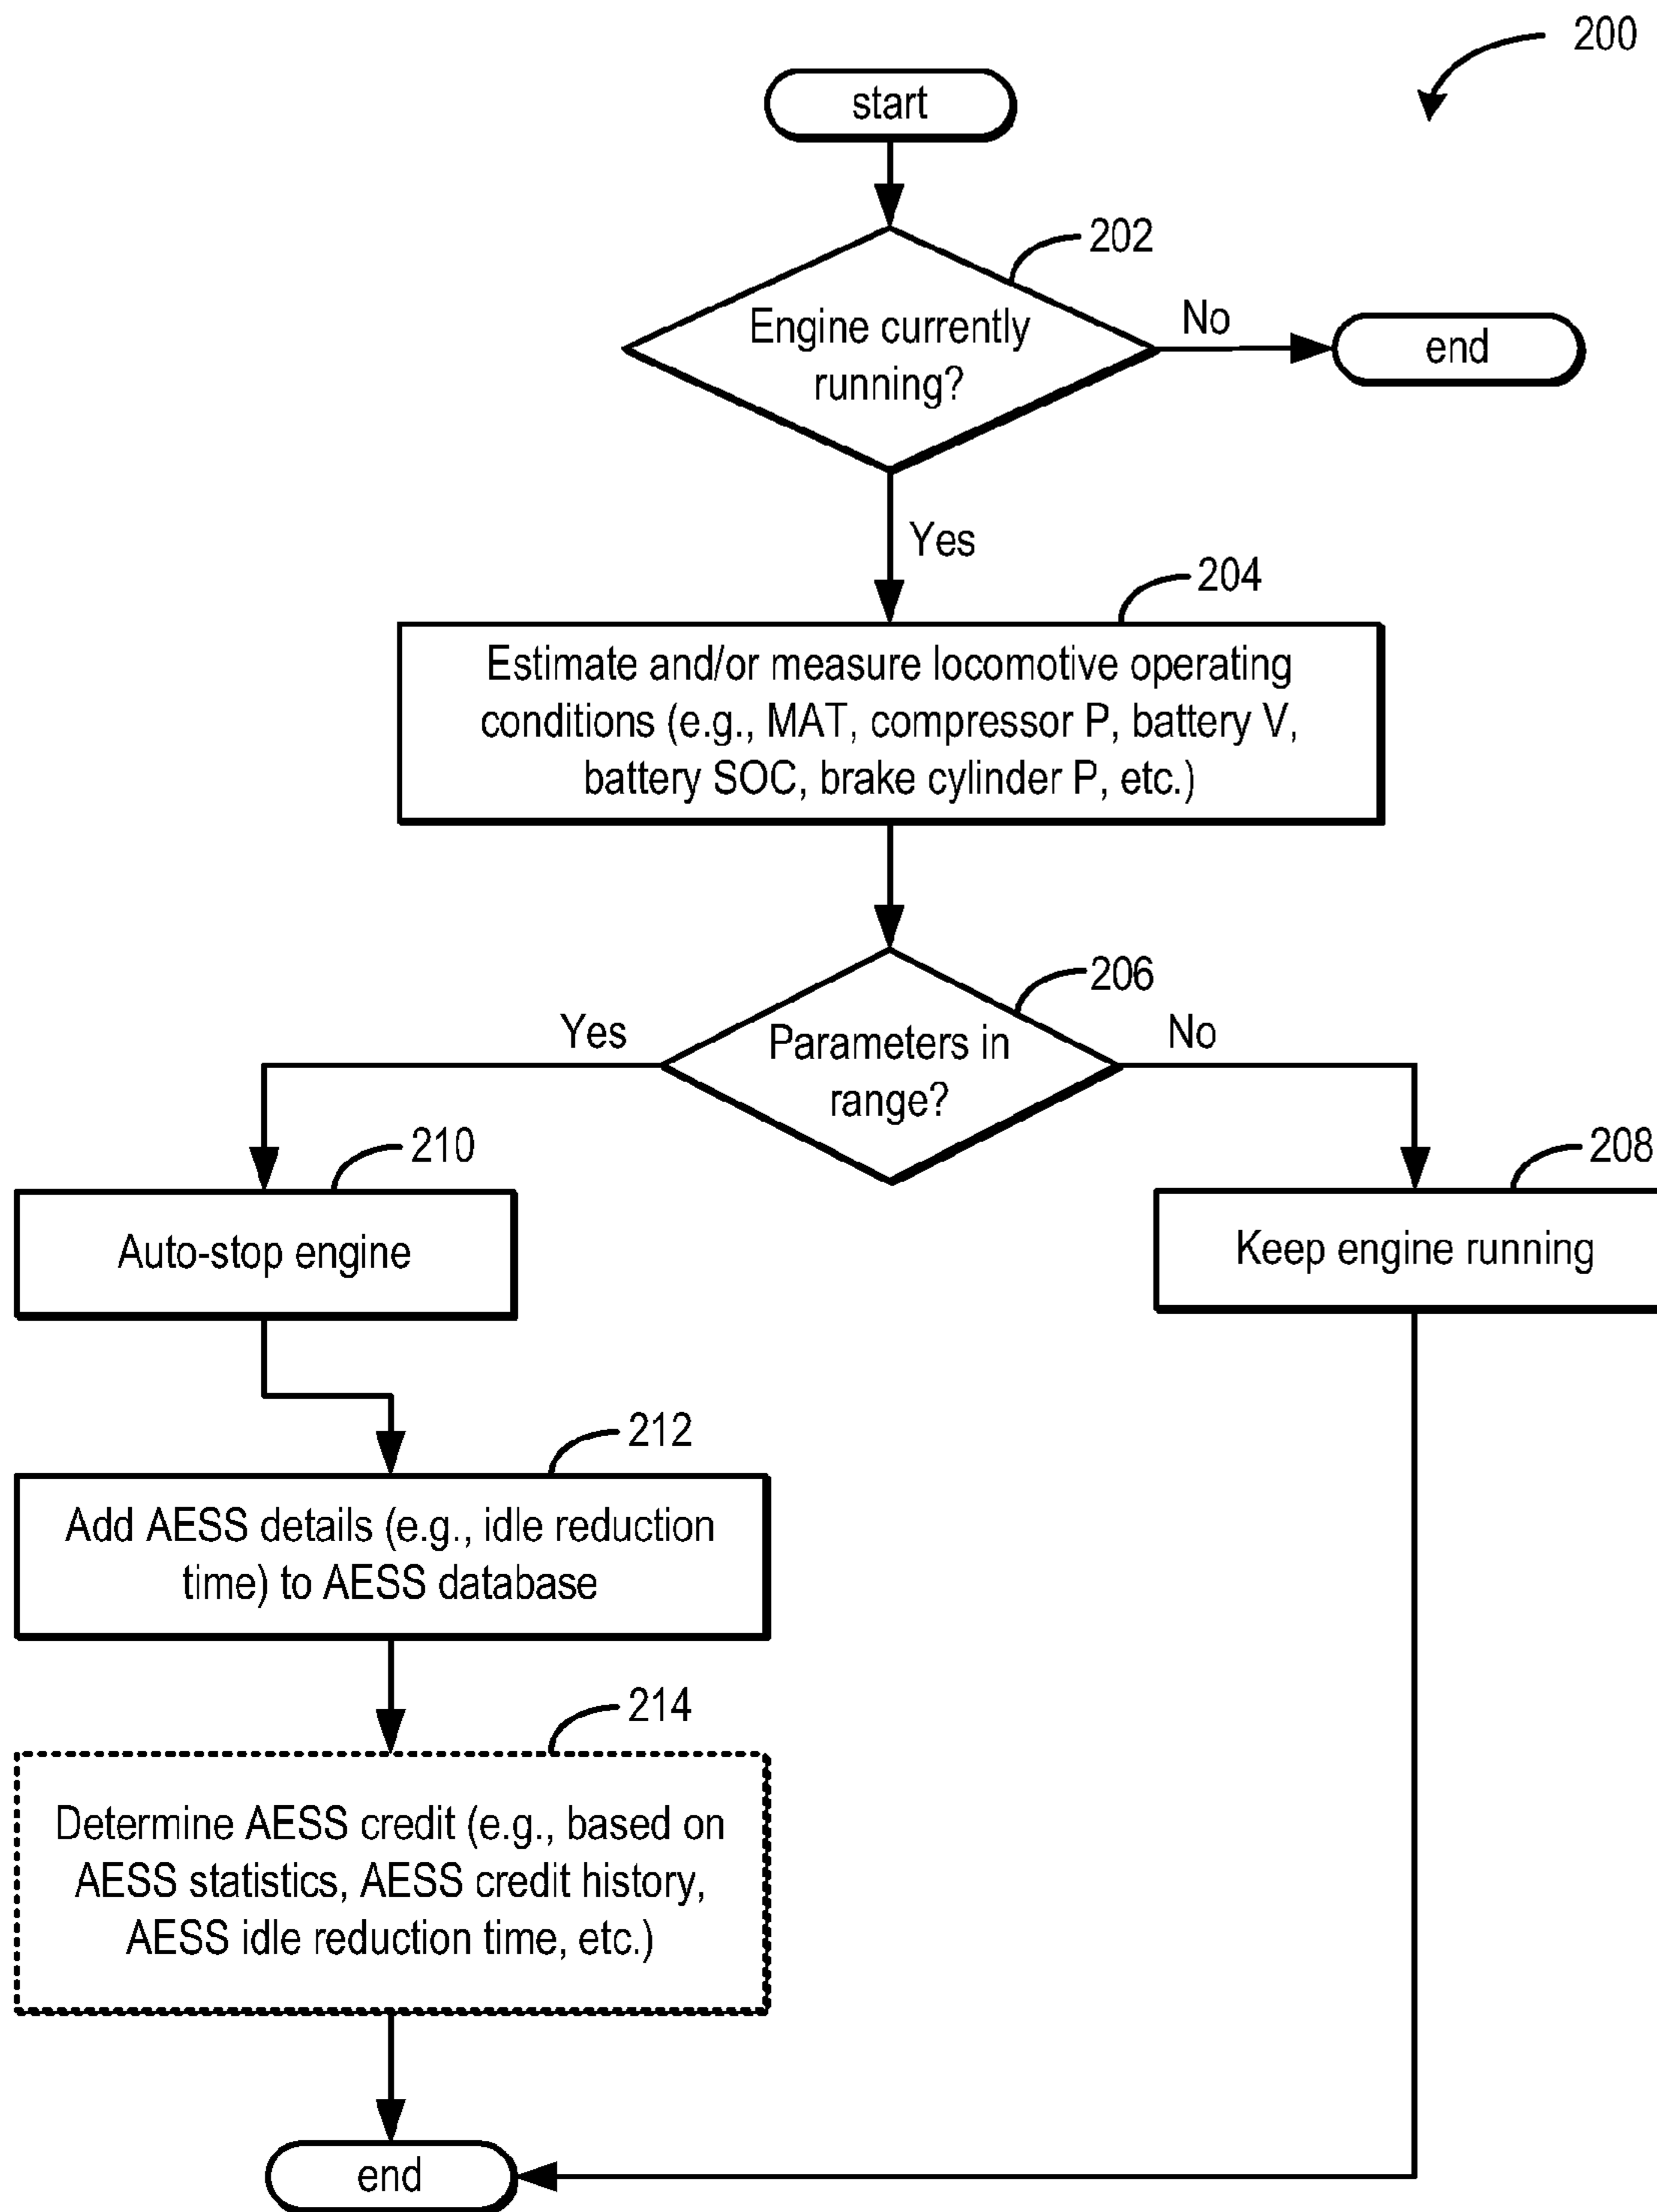 200
start
202
Engine currently
running?
No
end
Yes
204
Estimate and/or measure locomotive operating
conditions (e.g., MAT, compressor P, battery V,
battery SOC, brake cylinder P, etc.)
206
Parameters in
range?
Yes
No
210
Auto-stop engine
208
Keep engine running
212
Add AESS details (e.g., idle reduction
time) to AESS database
214
Determine AESS credit (e.g., based on
AESS statistics, AESS credit history,
AESS idle reduction time, etc.)
end